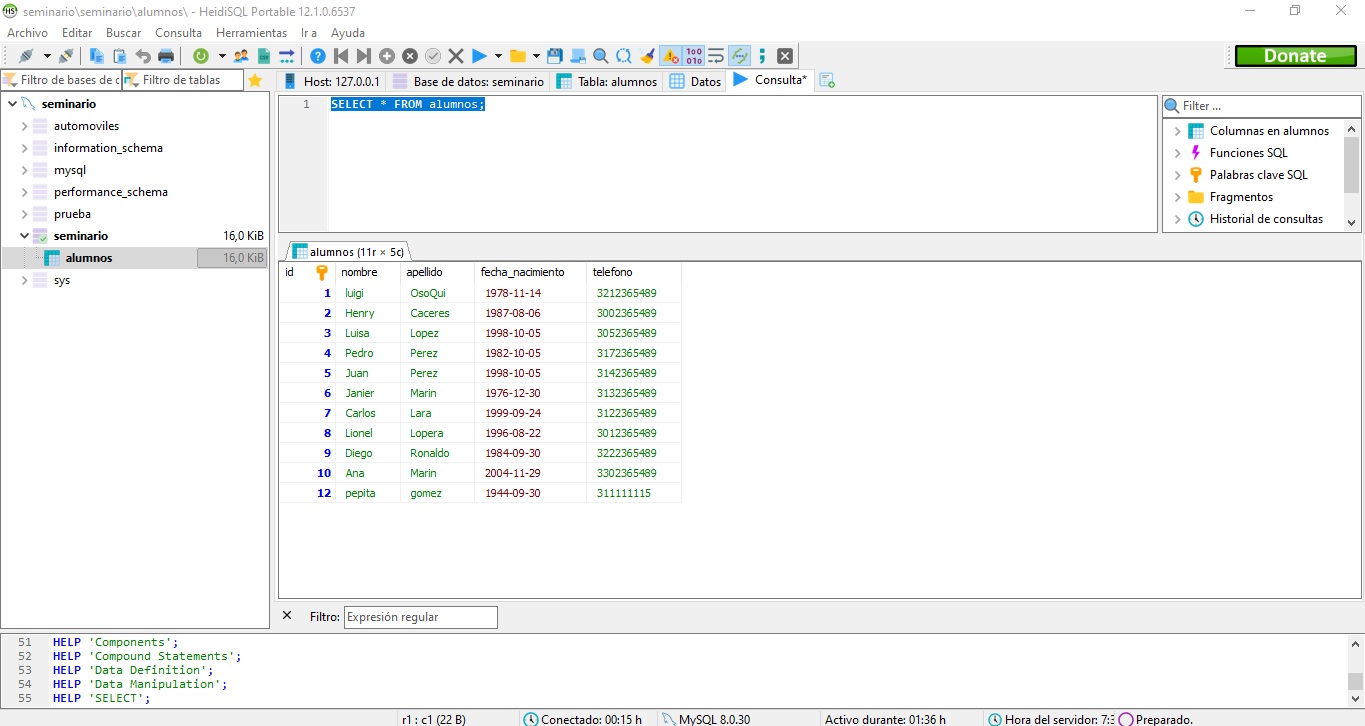 seminario\seminario\alumnos\ - HeidiSQL Portable 12.1.0.6537
Archivo Editar Buscar Consulta Herramientas Ir a Ayuda
Donate
Filtro de bases de d Filtro de tablas
Host: 127.0.0.1 Base de datos: seminario Tabla: alumnos Datos Consulta*
seminario
automoviles
information_schema
mysql
performance_schema
prueba
seminario 16,0 KiB
alumnos 16,0 KiB
sys
1 SELECT * FROM alumnos;
Filter ...
Columnas en alumnos
Funciones SQL
Palabras clave SQL
Fragmentos
Historial de consultas
alumnos (11r × 5c)
id nombre apellido fecha_nacimiento telefono
1 luigi OsoQui 1978-11-14 3212365489
2 Henry Caceres 1987-08-06 3002365489
3 Luisa Lopez 1998-10-05 3052365489
4 Pedro Perez 1982-10-05 3172365489
5 Juan Perez 1998-10-05 3142365489
6 Janier Marin 1976-12-30 3132365489
7 Carlos Lara 1999-09-24 3122365489
8 Lionel Lopera 1996-08-22 3012365489
9 Diego Ronaldo 1984-09-30 3222365489
10 Ana Marin 2004-11-29 3302365489
12 pepita gomez 1944-09-30 311111115
Filtro: Expresión regular
51 HELP 'Components';
52 HELP 'Compound Statements';
53 HELP 'Data Definition';
54 HELP 'Data Manipulation';
55 HELP 'SELECT';
r1 : c1 (22 B) Conectado: 00:15 h MySQL 8.0.30 Activo durante: 01:36 h Hora del servidor: 7:3 Preparado.